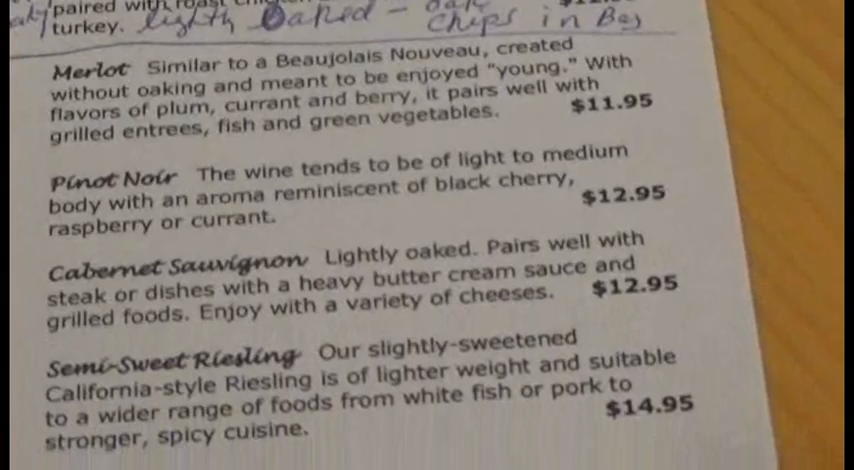 'paired with roast
turkey. lightly oaked - oak
chips in Bag
Merlot Similar to a Beaujolais Nouveau, created
without oaking and meant to be enjoyed "young." With
flavors of plum, currant and berry, it pairs well with
grilled entrees, fish and green vegetables. $11.95
Pinot Noir The wine tends to be of light to medium
body with an aroma reminiscent of black cherry,
raspberry or currant. $12.95
Cabernet Sauvignon Lightly oaked. Pairs well with
steak or dishes with a heavy butter cream sauce and
grilled foods. Enjoy with a variety of cheeses. $12.95
Semi-Sweet Riesling Our slightly-sweetened
California-style Riesling is of lighter weight and suitable
to a wider range of foods from white fish or pork to
stronger, spicy cuisine. $14.95